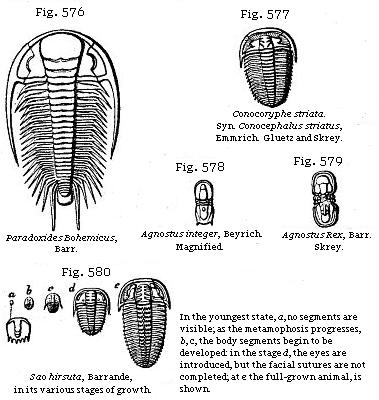 Fig. 576
Fig. 577
Conocoryphe striata.
Syn. Conocephalus striatus,
Emmrich. Gluetz and Skrey.
Fig. 578
Fig. 579
Paradoxides Bohemicus,
Barr.
Agnostus integer, Beyrich.
Magnified.
Agnostus Rex, Barr.
Skrey.
Fig. 580
a b c d e
Sao hirsuta, Barrande,
in its various stages of growth.
In the youngest state, a, no segments are
visible; as the metamophosis progresses,
b, c, the body segments begin to be
developed: in the stage d, the eyes are
introduced, but the facial sutures are not
completed; at e the full-grown animal, is
shown.